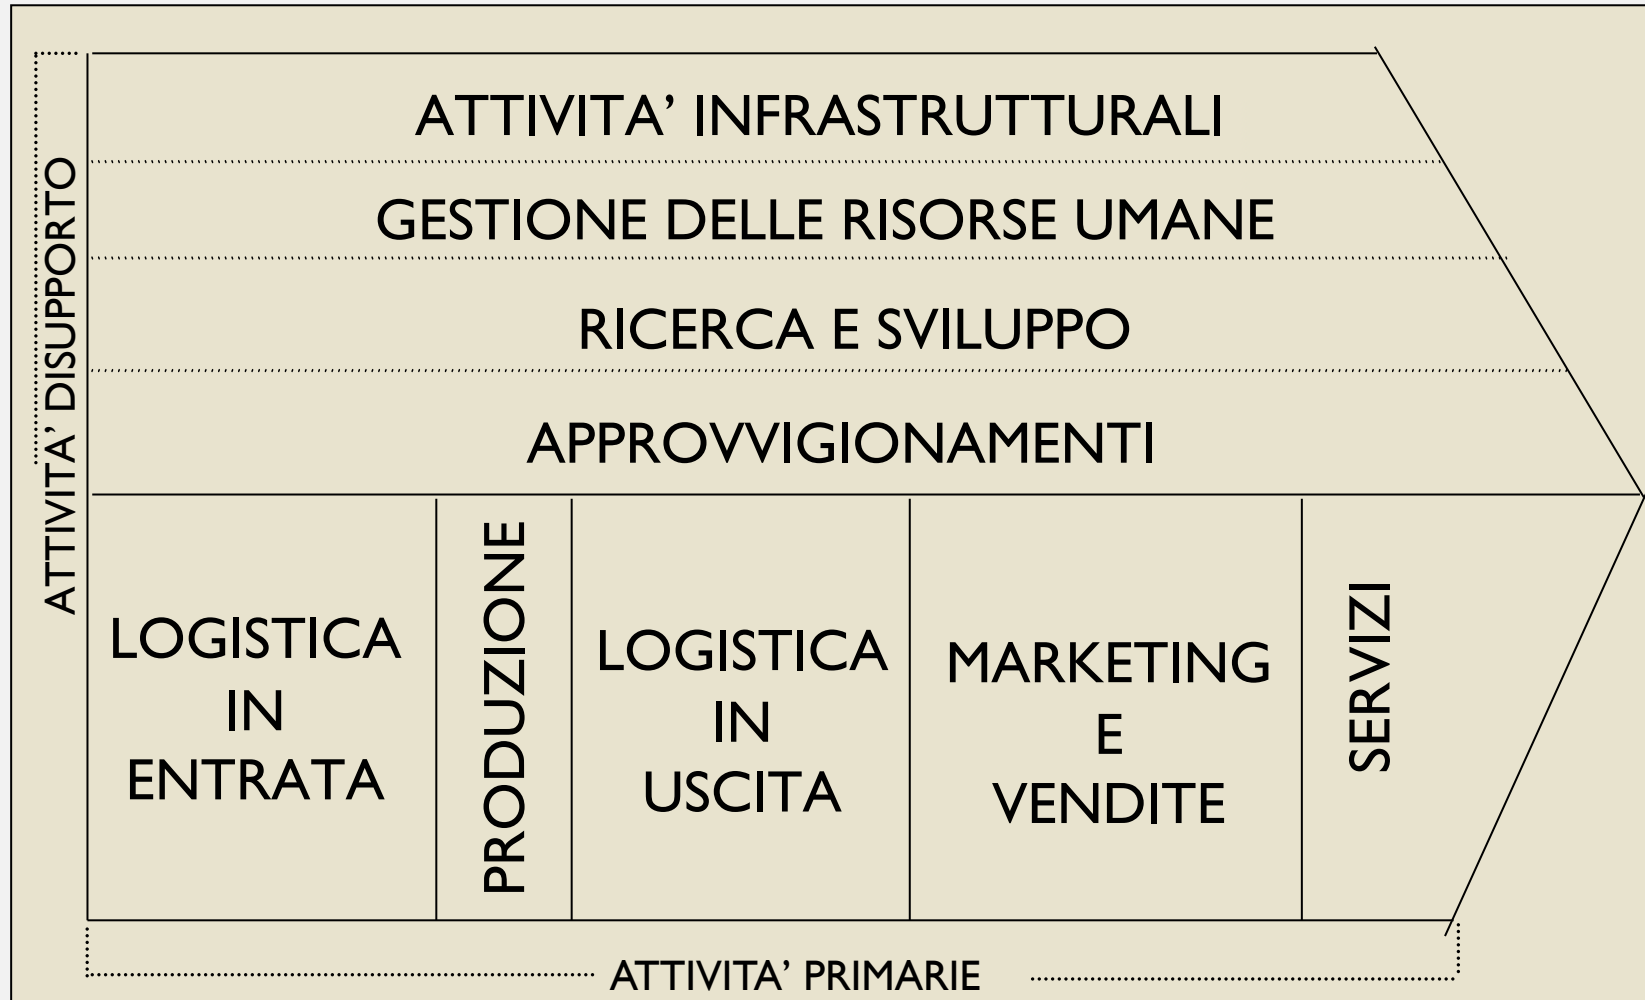 ATTIVITA’ DISUPPORTO
ATTIVITA’ INFRASTRUTTURALI
GESTIONE DELLE RISORSE UMANE
RICERCA E SVILUPPO
APPROVVIGIONAMENTI
LOGISTICA
IN
ENTRATA
PRODUZIONE
LOGISTICA
IN
USCITA
MARKETING
E
VENDITE
SERVIZI
ATTIVITA’ PRIMARIE